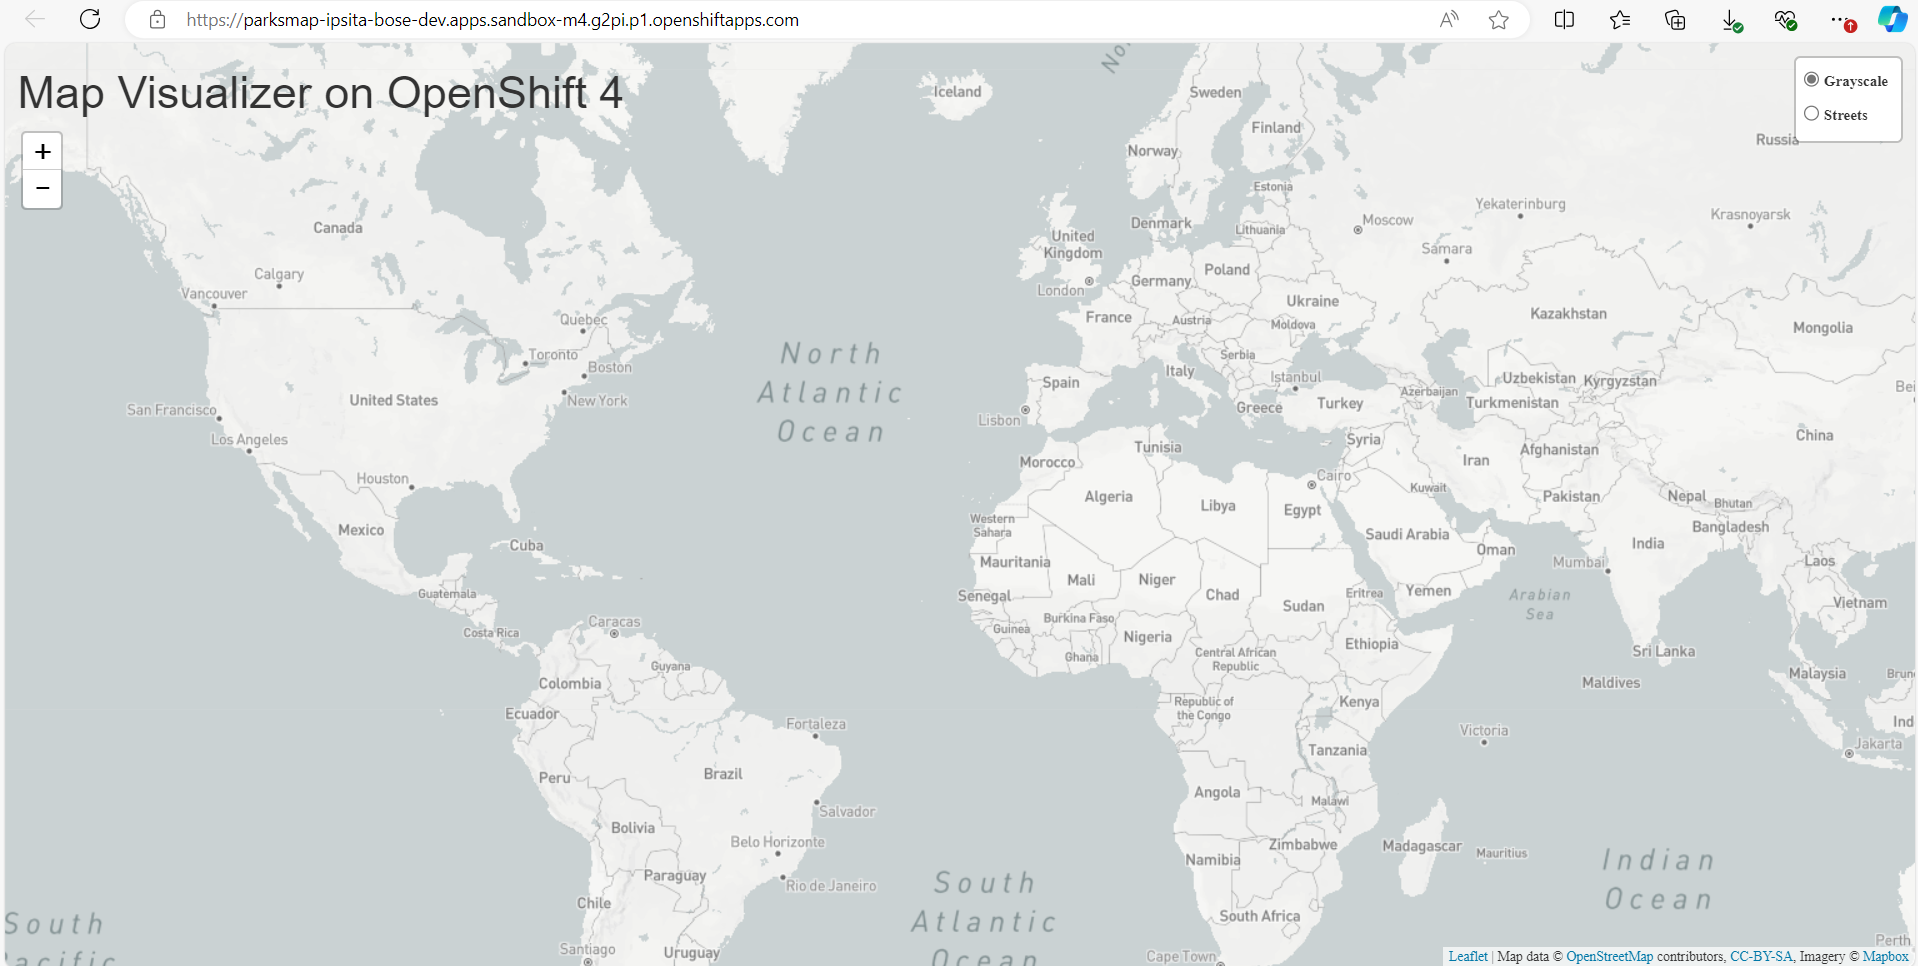 https://parksmap-ipsita-bose-dev.apps.sandbox-m4.g2pi.p1.openshiftapps.com
Map Visualizer on OpenShift 4
+
−
Grayscale
Streets
Iceland
Sweden
Finland
Norway
Russia
Estonia
Yekaterinburg
Krasnoyarsk
Moscow
Denmark
Lithuania
Canada
United
Kingdom
Samara
Calgary
Poland
Germany
London
Vancouver
Ukraine
Kazakhstan
France
Austria
Moldova
Mongolia
Quebec
Toronto
Boston
North
Atlantic
Ocean
Serbia
Italy
Istanbul
Spain
Uzbekistan
Kyrgyzstan
Azerbaijan
Turkmenistan
Bei
United States
New York
San Francisco
Lisbon
Greece
Turkey
Los Angeles
Tunisia
Syria
China
Afghanistan
Iran
Morocco
Houston
Cairo
Kuwait
Algeria
Libya
Egypt
Pakistan
Nepal
Bhutan
Bangladesh
Western
Sahara
Mexico
Saudi Arabia
India
Cuba
Oman
Mauritania
Mumbai
Laos
Mali
Niger
Chad
Guatemala
Senegal
Sudan
Eritrea
Yemen
Arabian
Sea
Vietnam
Burkina Faso
Caracas
Costa Rica
Guinea
Nigeria
Ethiopia
Ghana
Central African
Republic
Sri Lanka
Guyana
Colombia
Maldives
Malaysia
Brun
Ecuador
Republic of
the Congo
Kenya
Fortaleza
Ind
Victoria
Jakarta
Tanzania
Peru
Brazil
Angola
Malawi
Salvador
Bolivia
Belo Horizonte
Zimbabwe
Madagascar
Mauritius
Namibia
Indian
Ocean
Paraguay
Rio de Janeiro
South
Atlantic
Ocean
Chile
South Africa
South
acific
Santiago
Uruguay
Cape Town
Perth
Leaflet | Map data © OpenStreetMap contributors, CC-BY-SA, Imagery © Mapbox